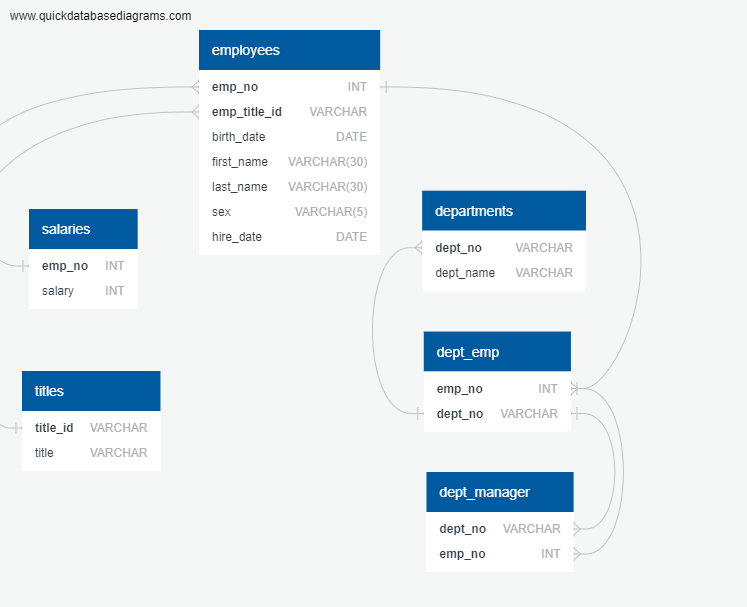 www.quickdatabasediagrams.com
employees
emp_no INT
emp_title_id VARCHAR
birth_date DATE
first_name VARCHAR(30)
last_name VARCHAR(30)
sex VARCHAR(5)
hire_date DATE
salaries
emp_no INT
salary INT
departments
dept_no VARCHAR
dept_name VARCHAR
titles
title_id VARCHAR
title VARCHAR
dept_emp
emp_no INT
dept_no VARCHAR
dept_manager
dept_no VARCHAR
emp_no INT